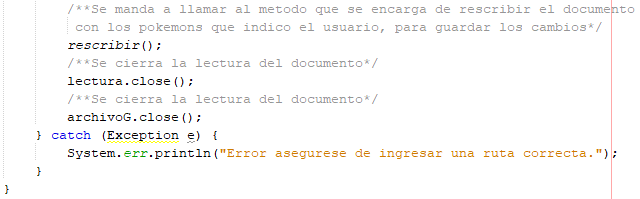 /**Se manda a llamar al metodo que se encarga de rescribir el documento
con los pokemons que indico el usuario, para guardar los cambios*/
rescribir();
/**Se cierra la lectura del documento*/
lectura.close();
/**Se cierra la lectura del documento*/
archivoG.close();
} catch (Exception e) {
System.err.println("Error asegurese de ingresar una ruta correcta.");
}
}